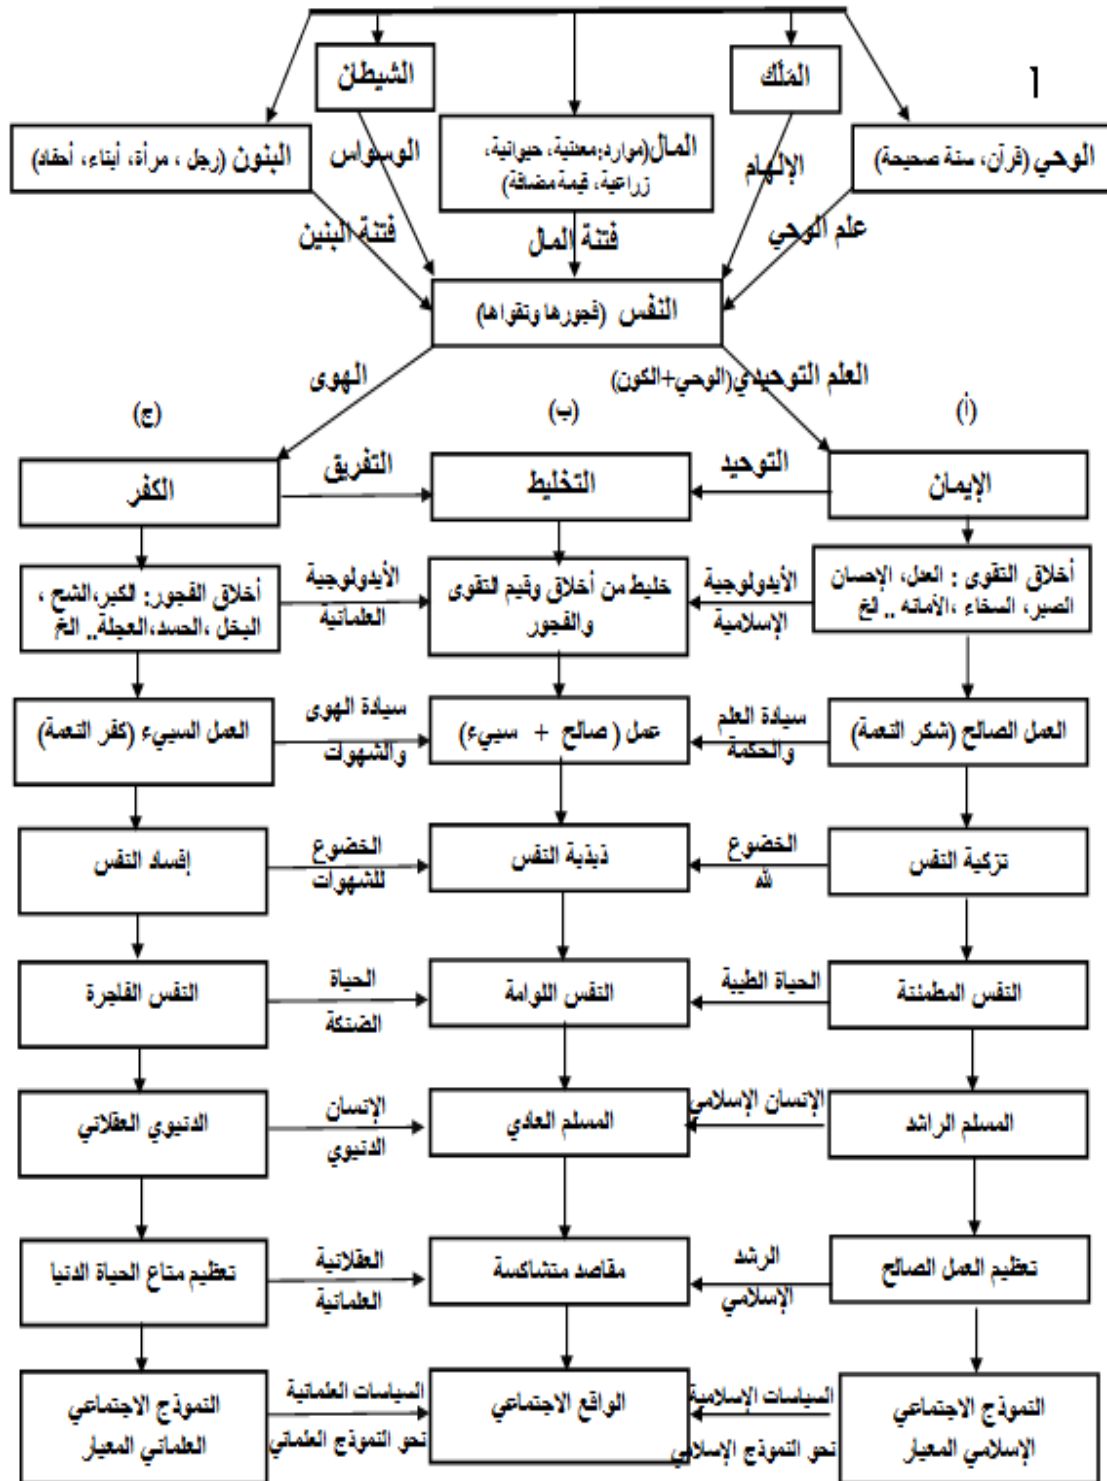 الشيطان
المَلَك
أ
البنون (رجل ، مرأة، أبناء، أحفاد)
الوسواس
المال(موارد: معدنية، حيوانية،
زراعية، قيمة مضافة)
الإلهام
الوحي (قرآن، سنة صحيحة)
فتنة البنين
فتنة المال
علم الوحي
النفس (فجورها وتقواها)
الهوى
العلم التوحيدي(الوحي+الكون)
(أ)
(ب)
(ج)
الإيمان
التوحيد
التخليط
التفريق
الكفر
أخلاق التقوى : العدل، الإحسان
الصبر، السخاء ،الأمانه .. الخ
الأيدولوجية
الإسلامية
خليط من أخلاق وقيم التقوى
والفجور
الأيدولوجية
العلمانية
أخلاق الفجور: الكبر،الشح ،
البخل ،الحسد،العجلة.. الخ
العمل الصالح (شكر النعمة)
سيادة العلم
والحكمة
عمل ( صالح + سييء)
سيادة الهوى
والشهوات
العمل السييء (كفر النعمة)
تزكية النفس
الخضوع
لله
ذبذبة النفس
الخضوع
للشهوات
إفساد النفس
النفس المطمئنة
الحياة الطيبة
النفس اللوامة
الحياة
الضنكة
النفس الفاجرة
المسلم الراشد
الإنسان الإسلامي
المسلم العادي
الإنسان
الدنيوي
الدنيوي العقلاني
تعظيم العمل الصالح
الرشد
الإسلامي
مقاصد متشاكسة
العقلانية
العلمانية
تعظيم متاع الحياة الدنيا
النموذج الاجتماعي
الإسلامي المعيار
السياسات الإسلامية
نحو النموذج الإسلامي
الواقع الاجتماعي
السياسات العلمانية
نحو النموذج العلماني
النموذج الاجتماعي
العلماني المعيار